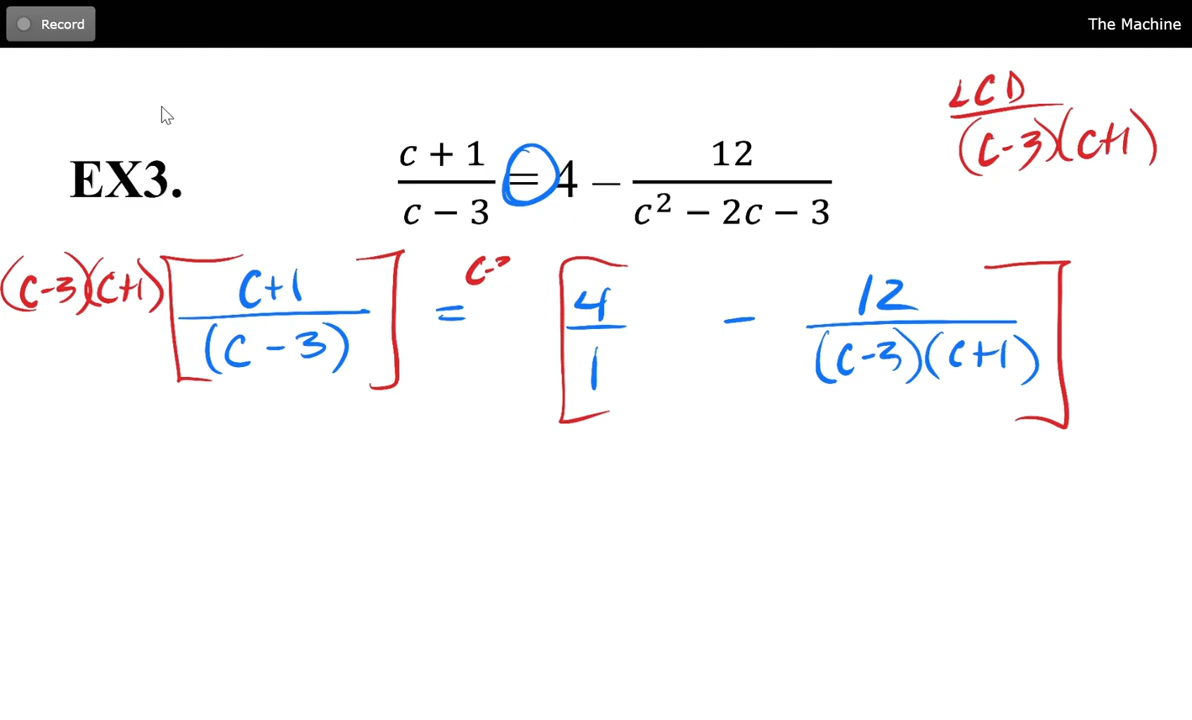 Record
The Machine
LCD
(c-3)(c+1)
EX3.
(c + 1)/(c − 3) = 4 − 12/(c² − 2c − 3)
(c-3)(c+1) [(c+1)/(c-3)] = c- [4/1 - 12/((c-3)(c+1))]